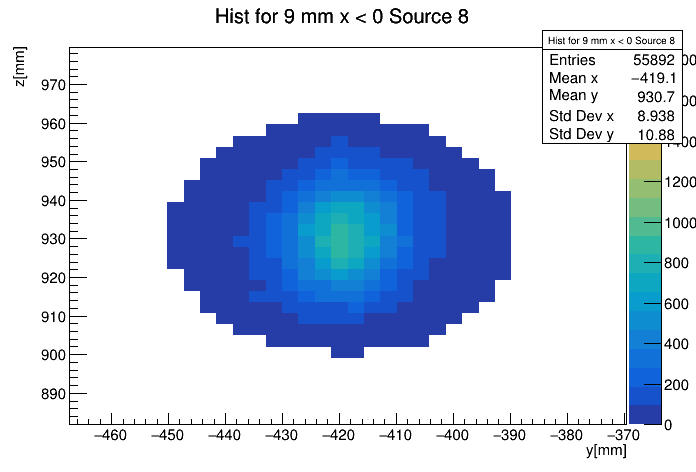 Hist for 9 mm x < 0 Source 8
z[mm]
Hist for 9 mm x < 0 Source 8
Entries 55892
Mean x −419.1
Mean y 930.7
Std Dev x 8.938
Std Dev y 10.88
970
960
950
940
930
920
910
900
890
1200
1000
800
600
400
200
0
−460 −450 −440 −430 −420 −410 −400 −390 −380 −370
y[mm]